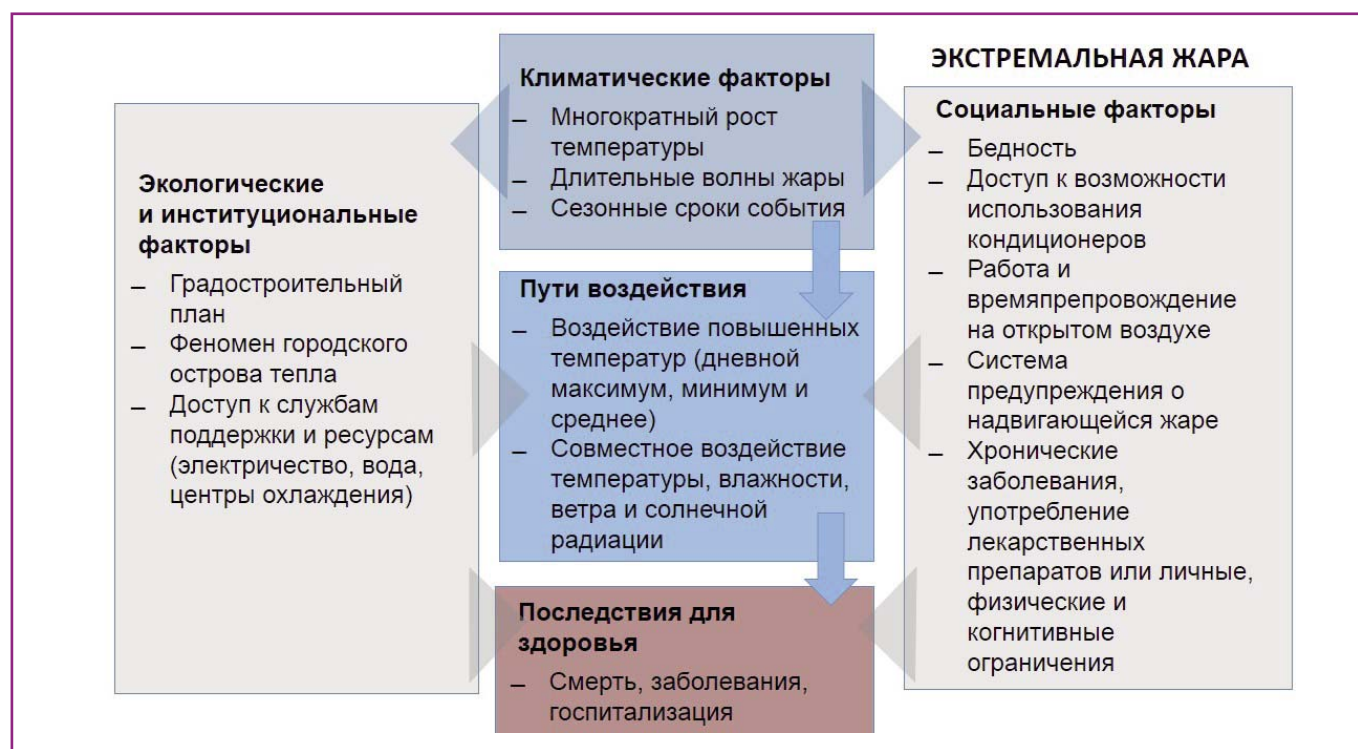 ЭКСТРЕМАЛЬНАЯ ЖАРА
Экологические
и институциональные
факторы
– Градостроительный
план
– Феномен городского
острова тепла
– Доступ к службам
поддержки и ресурсам
(электричество, вода,
центры охлаждения)
Климатические факторы
– Многократный рост
температуры
– Длительные волны жары
– Сезонные сроки события
Пути воздействия
– Воздействие повышенных
температур (дневной
максимум, минимум и
среднее)
– Совместное воздействие
температуры, влажности,
ветра и солнечной
радиации
Последствия для
здоровья
– Смерть, заболевания,
госпитализация
Социальные факторы
– Бедность
– Доступ к возможности
использования
кондиционеров
– Работа и
времяпрепровождение
на открытом воздухе
– Система
предупреждения о
надвигающейся жаре
– Хронические
заболевания,
употребление
лекарственных
препаратов или личные,
физические и
когнитивные
ограничения